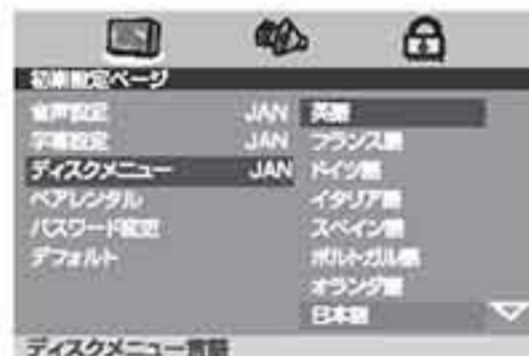 初期設定ページ
音声設定 JAN
字幕設定 JAN
ディスクメニュー JAN
ペアレンタル
パスワード変更
デフォルト
英語
フランス語
ドイツ語
イタリア語
スペイン語
ポルトガル語
オランダ語
日本語
ディスクメニュー言語